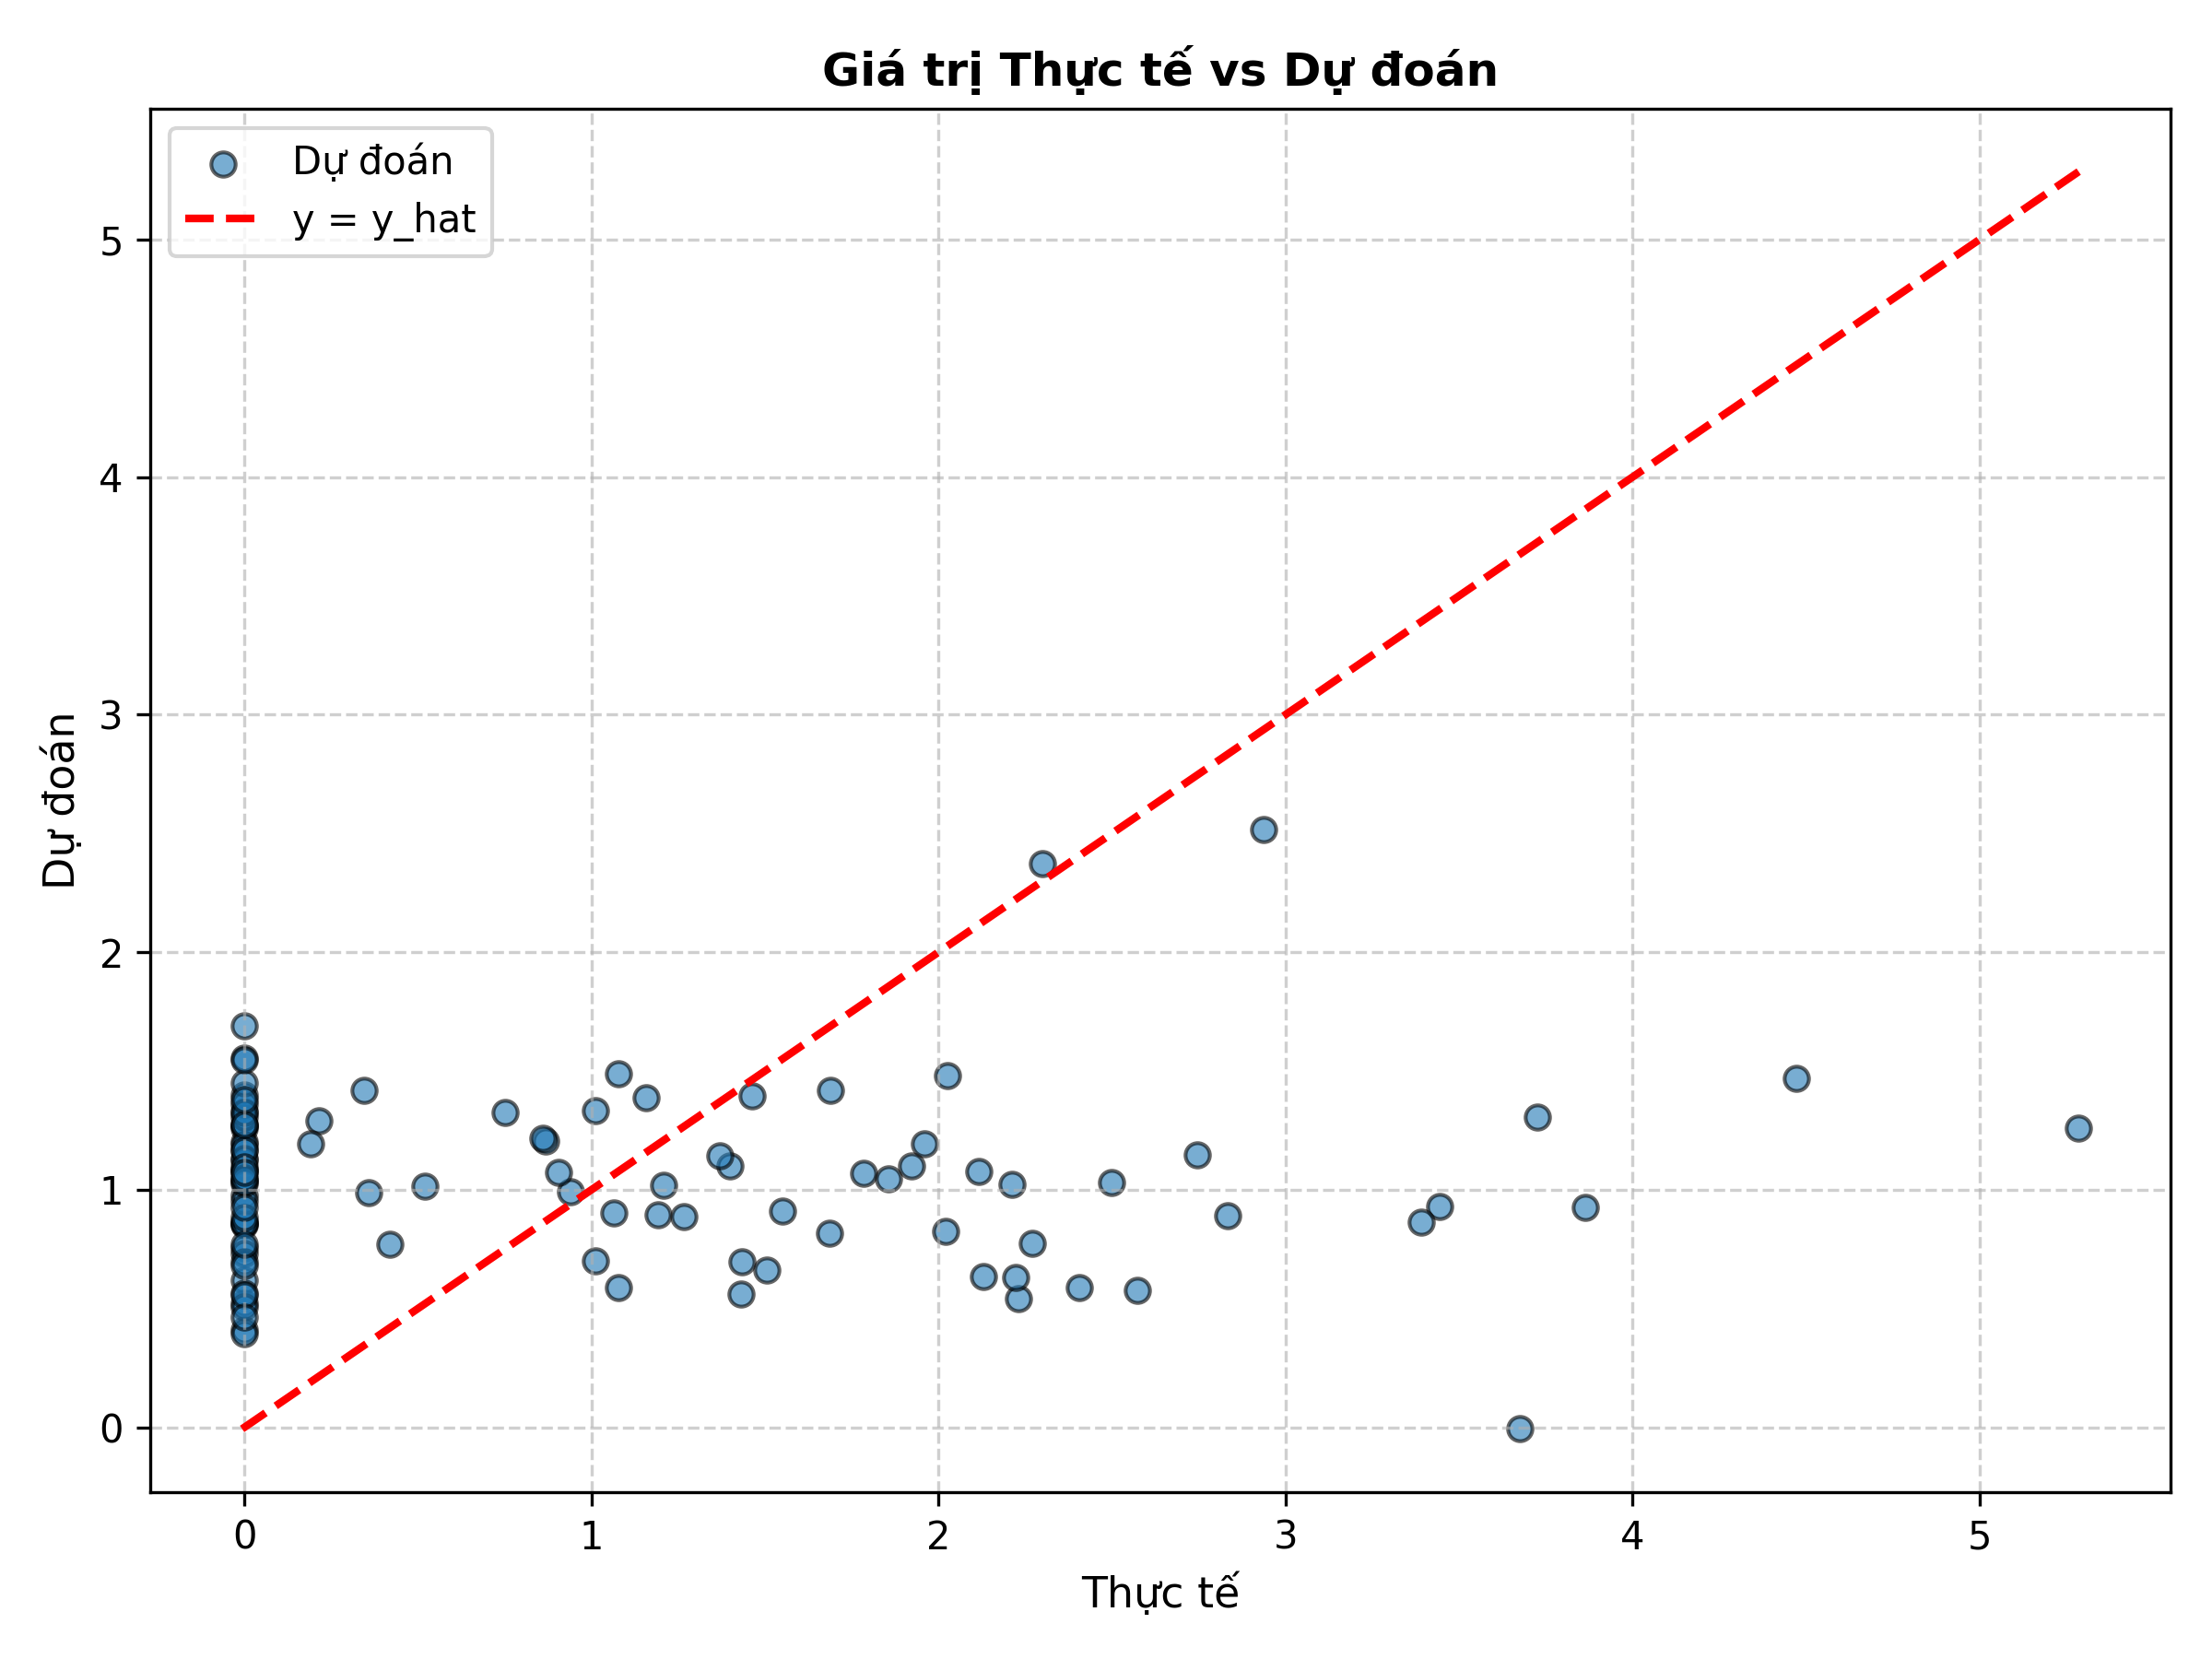 Giá trị Thực tế vs Dự đoán
Dự đoán
y = y_hat
5
4
3
2
1
0
Dự đoán
0 1 2 3 4 5
Thực tế